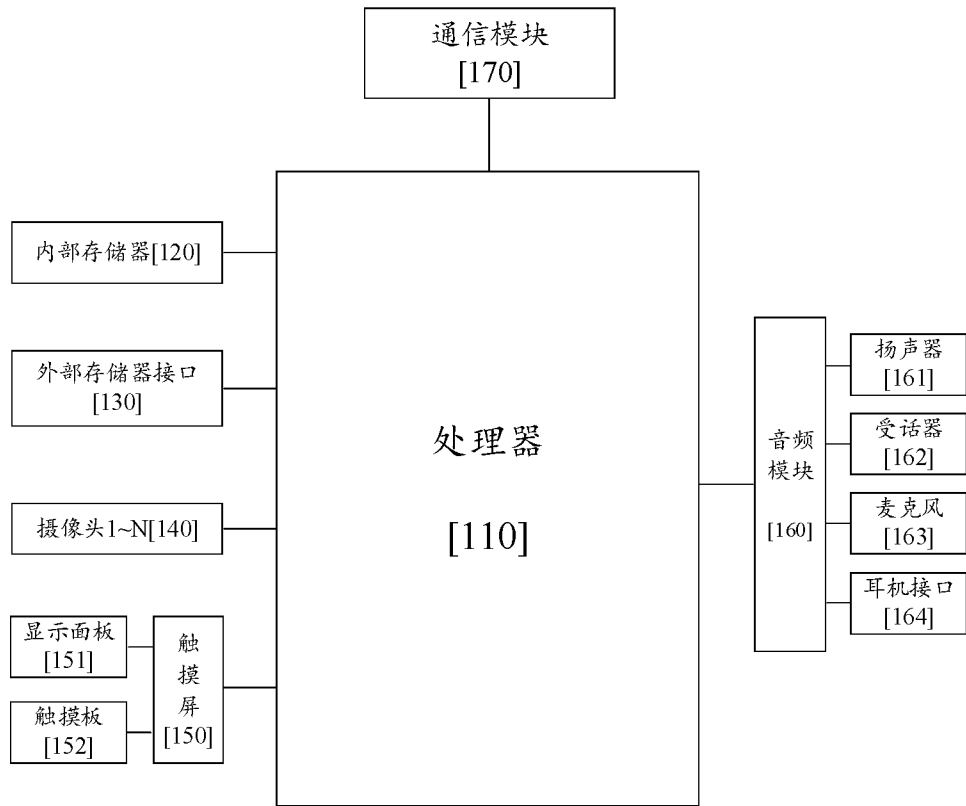 通信模块
[170]
内部存储器[120]
外部存储器接口
[130]
摄像头1~N[140]
显示面板
[151]
触摸板
[152]
触
摸
屏
[150]
处理器
[110]
音频
模块
[160]
扬声器
[161]
受话器
[162]
麦克风
[163]
耳机接口
[164]